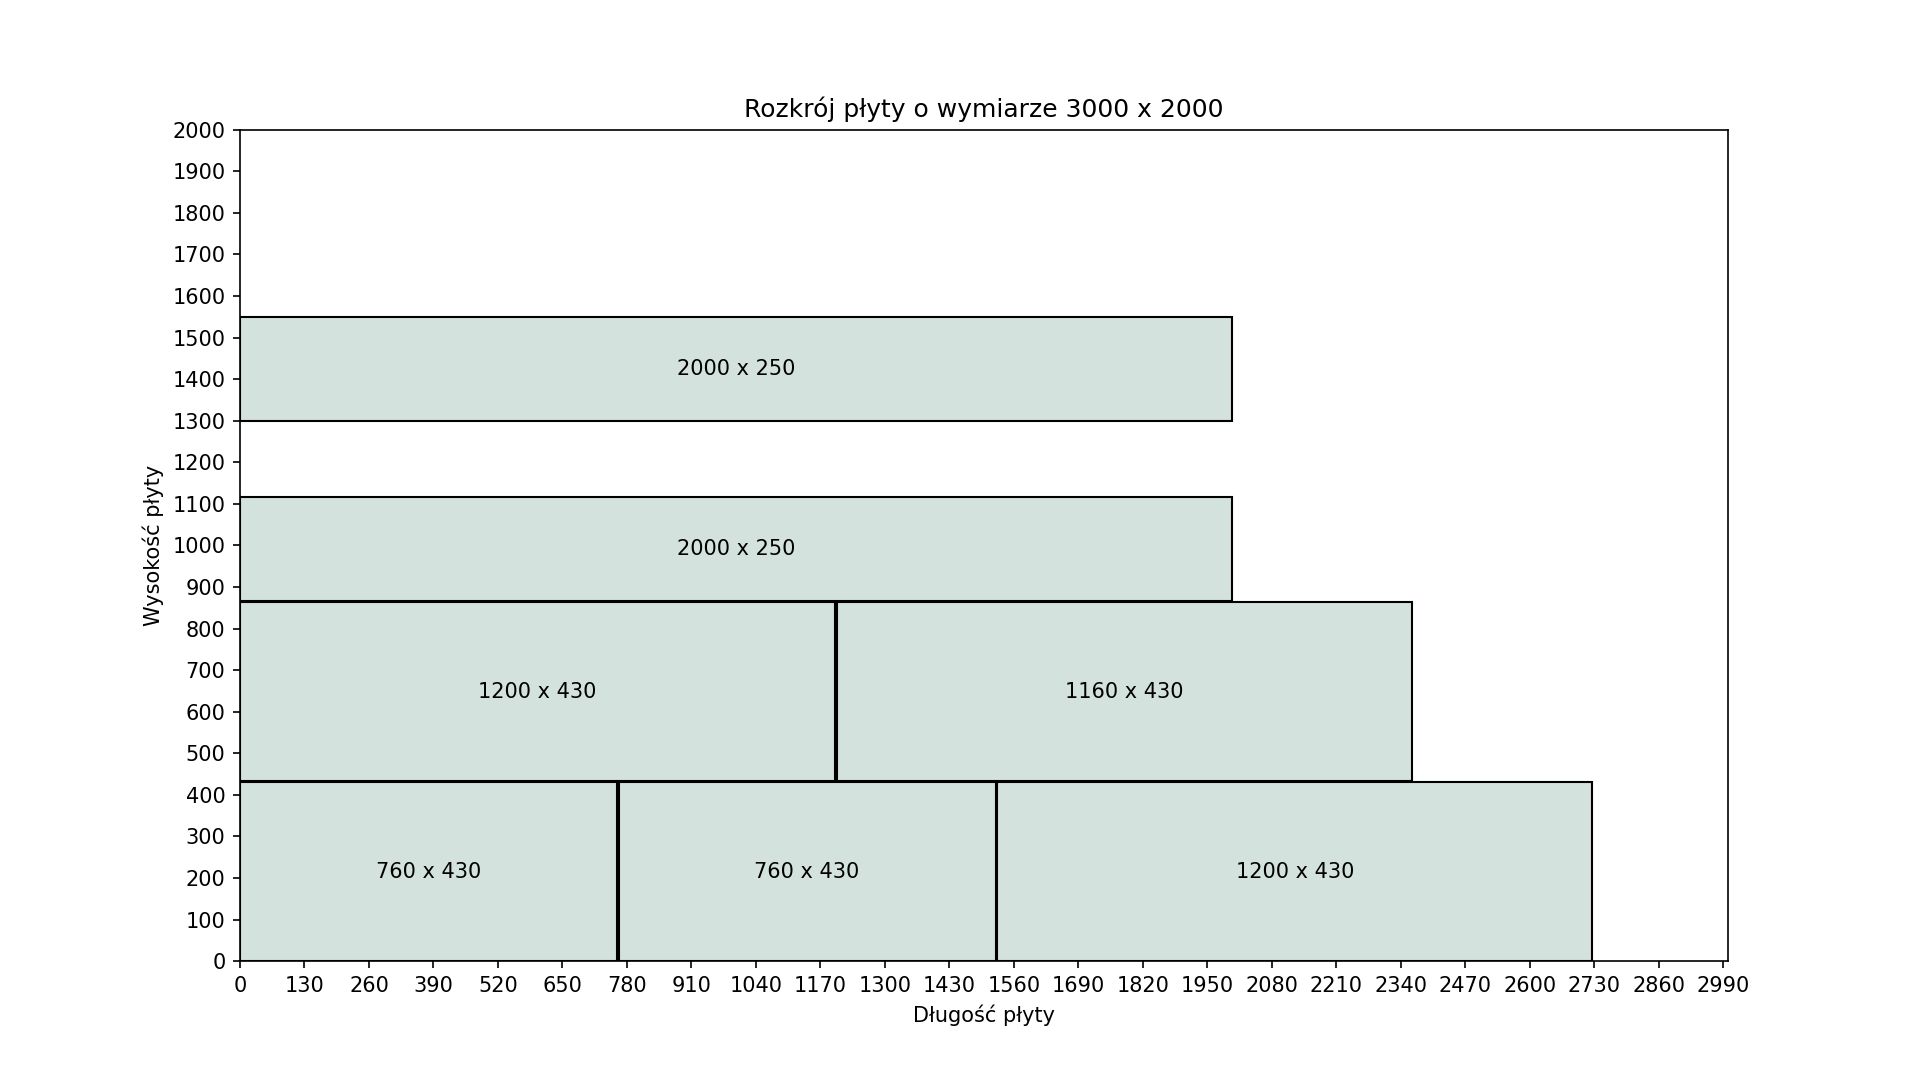 Rozkrój płyty o wymiarze 3000 x 2000
Wysokość płyty
2000
1900
1800
1700
1600
1500
1400
1300
1200
1100
1000
900
800
700
600
500
400
300
200
100
0
2000 x 250
2000 x 250
1200 x 430
1160 x 430
760 x 430
760 x 430
1200 x 430
0 130 260 390 520 650 780 910 1040 1170 1300 1430 1560 1690 1820 1950 2080 2210 2340 2470 2600 2730 2860 2990
Długość płyty